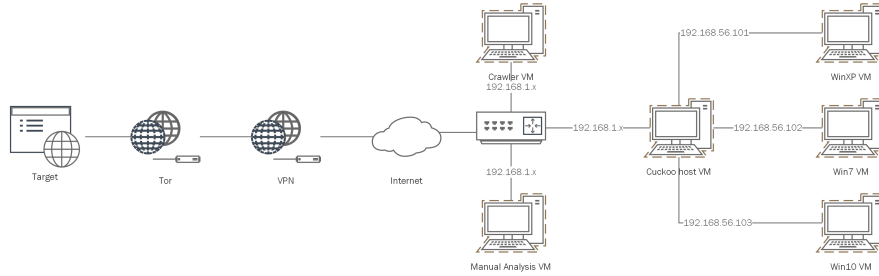 192.168.56.101
Crawler VM
192.168.1.x
WinXP VM
192.168.1.x
192.168.56.102
Target
Tor
VPN
Internet
192.168.1.x
Cuckoo host VM
Win7 VM
192.168.56.103
Manual Analysis VM
Win10 VM